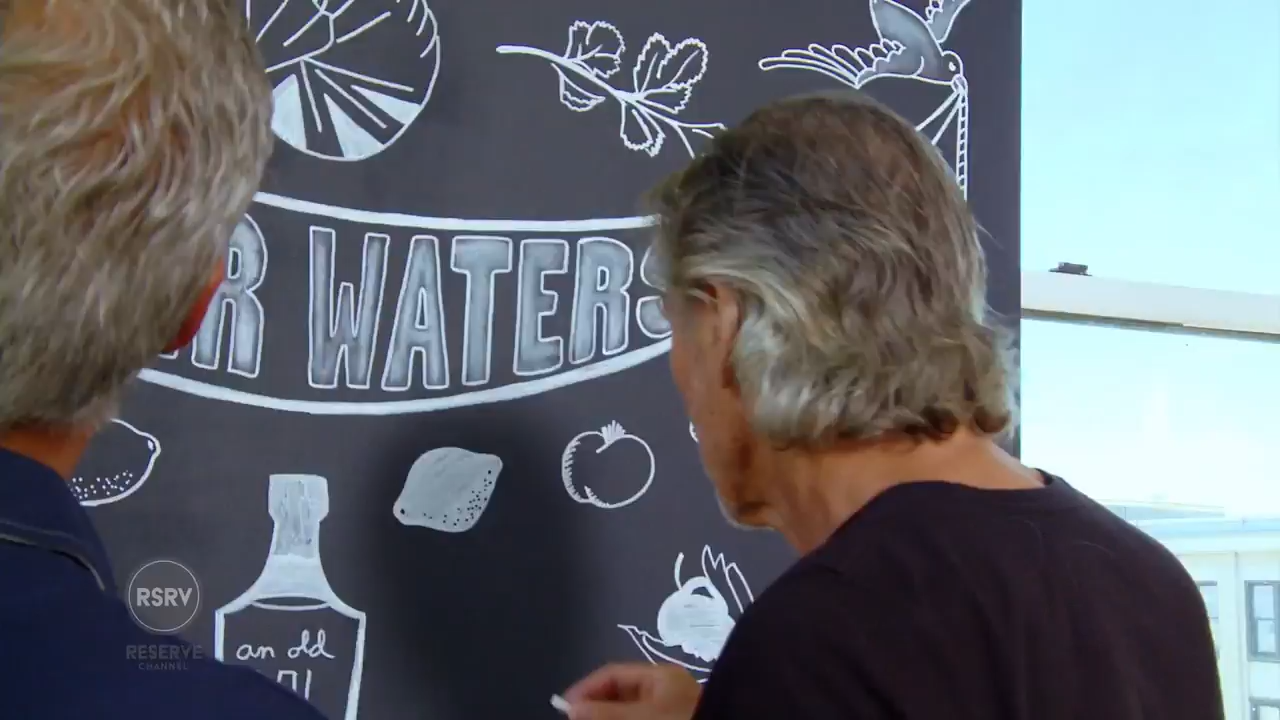 R WATERS
an old
RSRV
RESERVE
CHANNEL